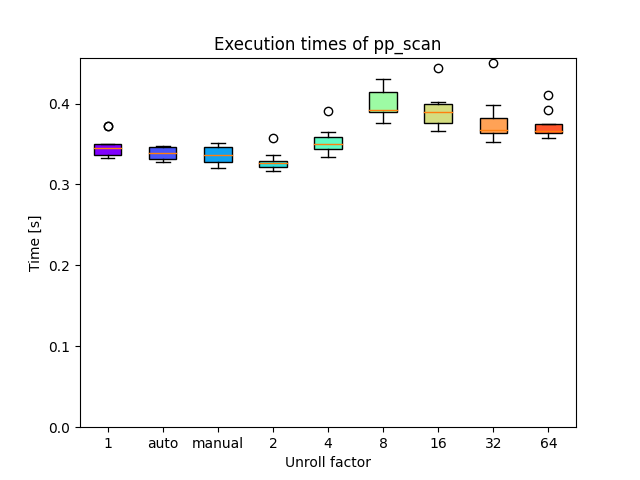 Execution times of pp_scan
Time [s]
0.4
0.3
0.2
0.1
0.0
1 auto manual 2 4 8 16 32 64
Unroll factor